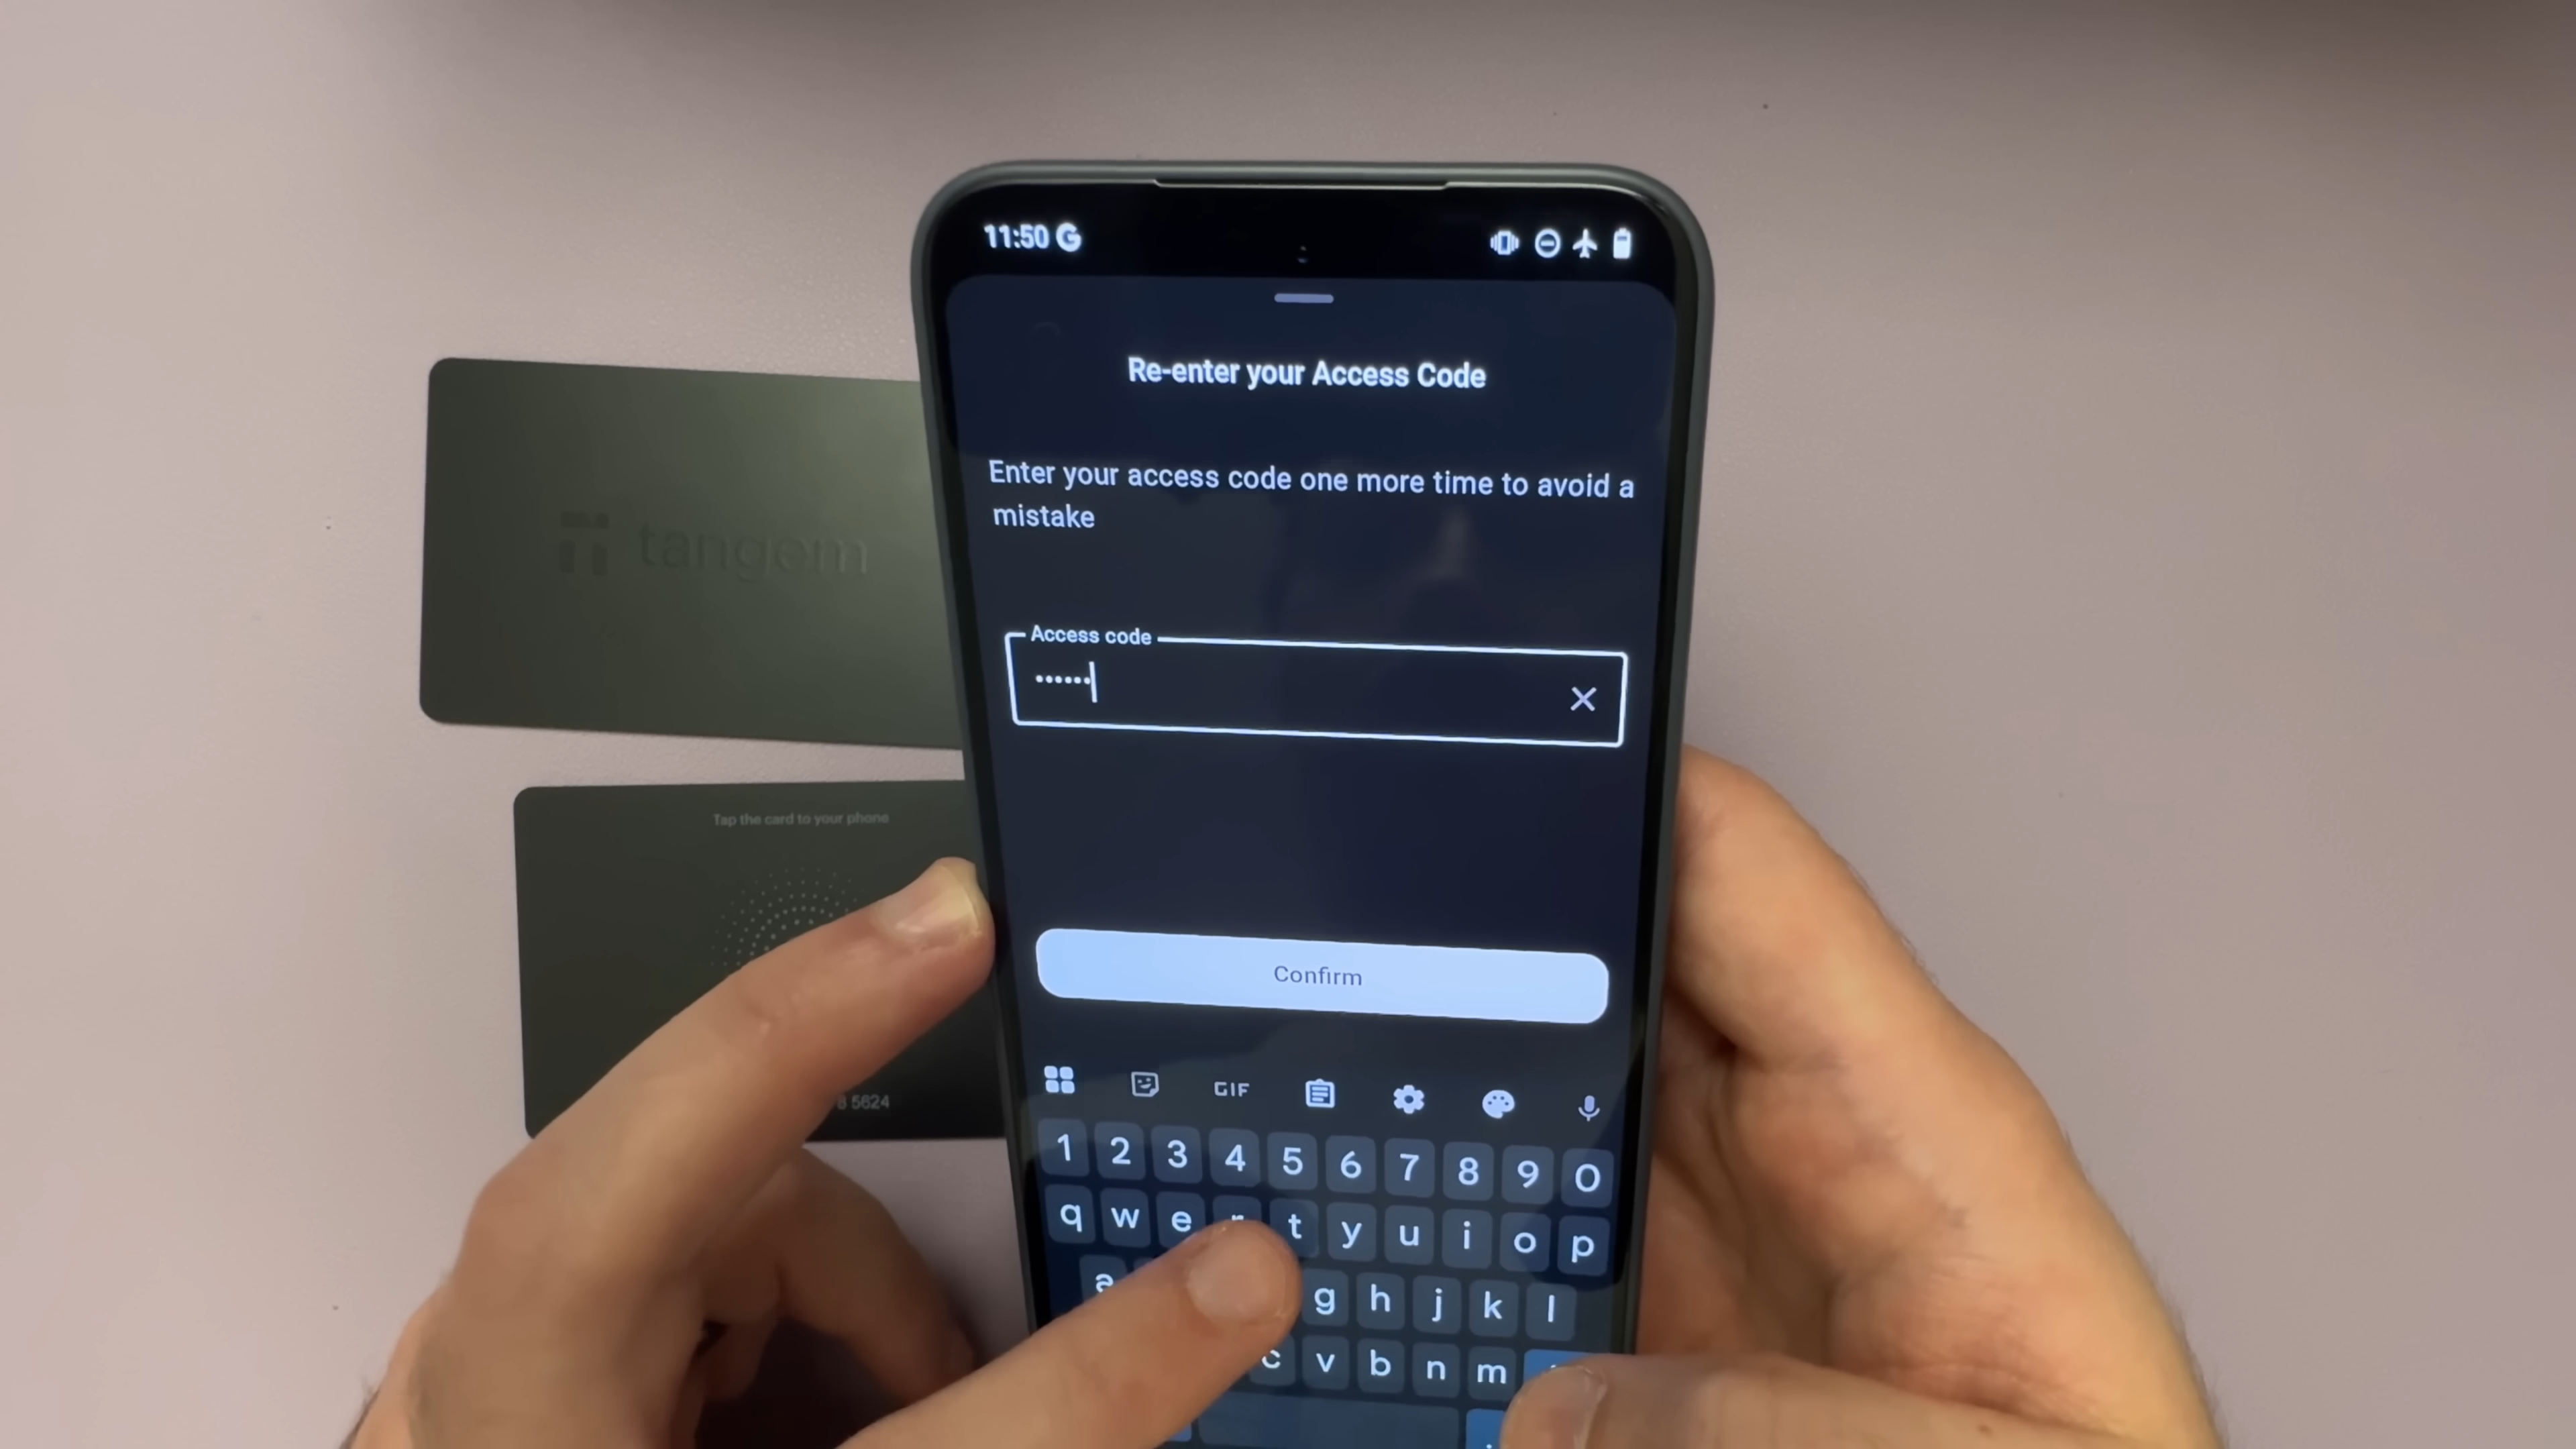 11:50 G
Re-enter your Access Code
Enter your access code one more time to avoid a
mistake
tangem
Access code
••••••
Tap the card to your phone
Confirm
GIF
8 5624
1 2 3 4 5 6 7 8 9 0
q w e r t y u i o p
a g h j k l
c v b n m